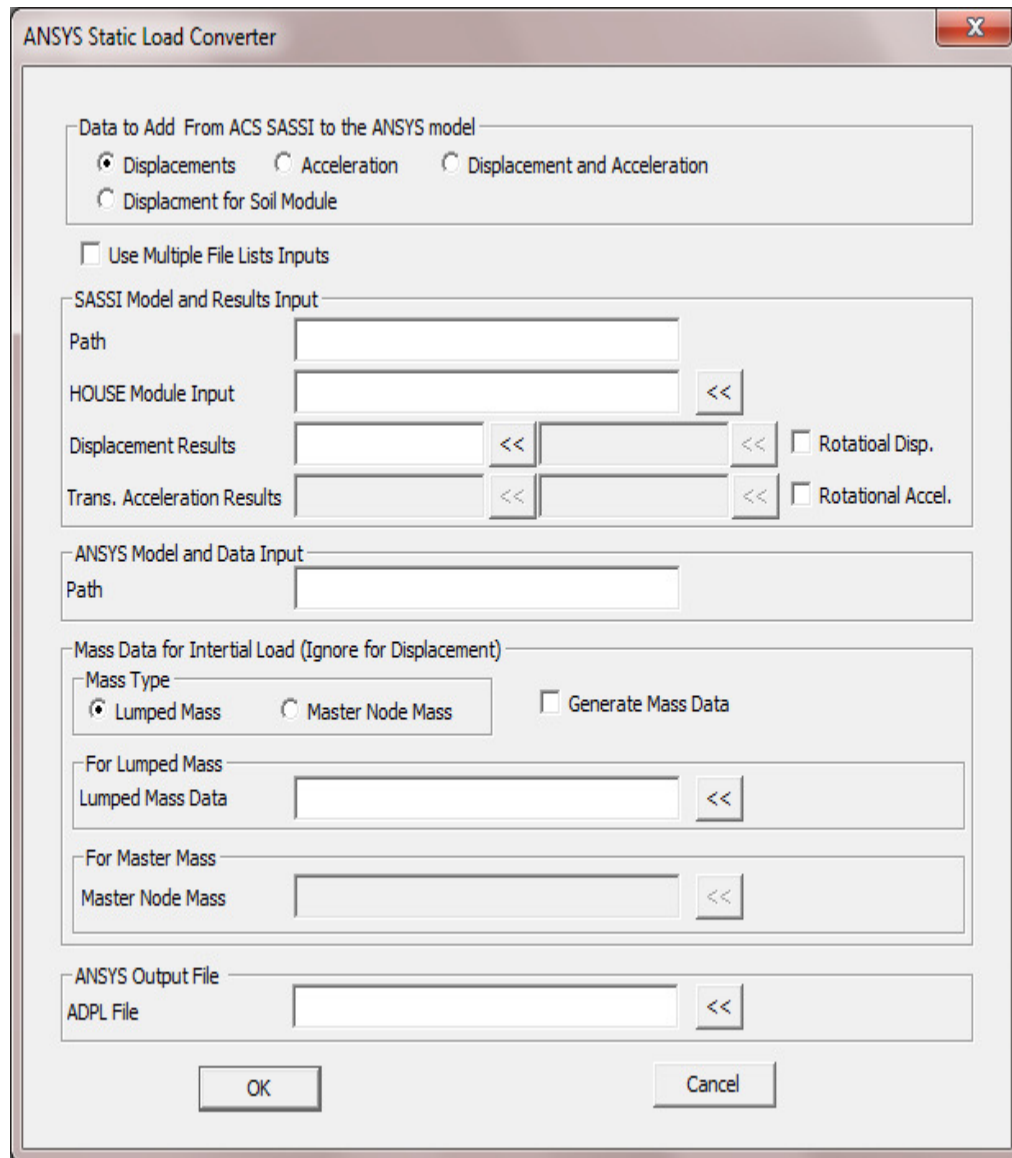 ANSYS Static Load Converter
X
Data to Add From ACS SASSI to the ANSYS model
Displacements Acceleration Displacement and Acceleration
Displacment for Soil Module
Use Multiple File Lists Inputs
SASSI Model and Results Input
Path
HOUSE Module Input <<
Displacement Results << << Rotatioal Disp.
Trans. Acceleration Results << << Rotational Accel.
ANSYS Model and Data Input
Path
Mass Data for Intertial Load (Ignore for Displacement)
Mass Type
Lumped Mass Master Node Mass Generate Mass Data
For Lumped Mass
Lumped Mass Data <<
For Master Mass
Master Node Mass <<
ANSYS Output File
ADPL File <<
OK Cancel